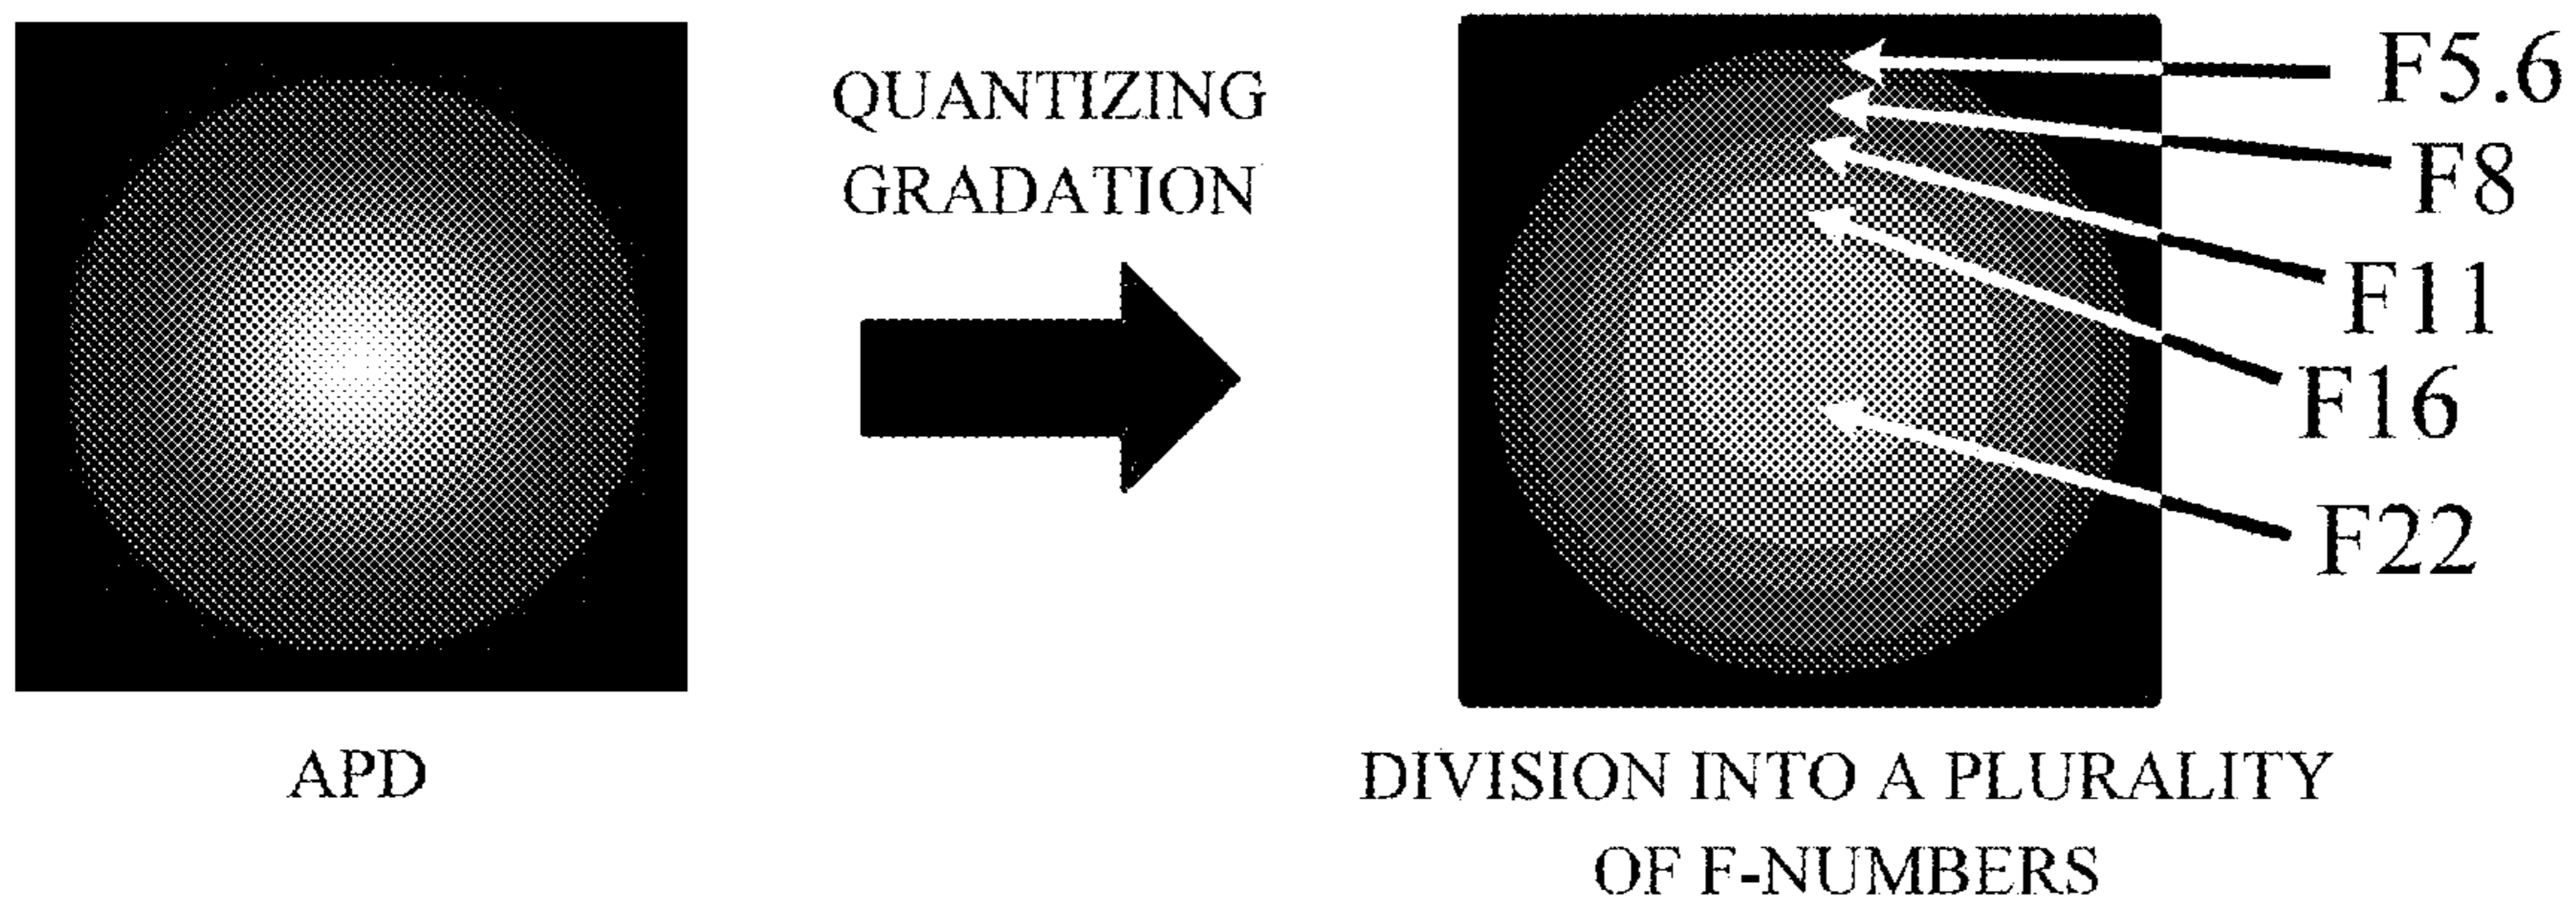 QUANTIZING
GRADATION
APD
F5.6
F8
F11
F16
F22
DIVISION INTO A PLURALITY
OF F-NUMBERS